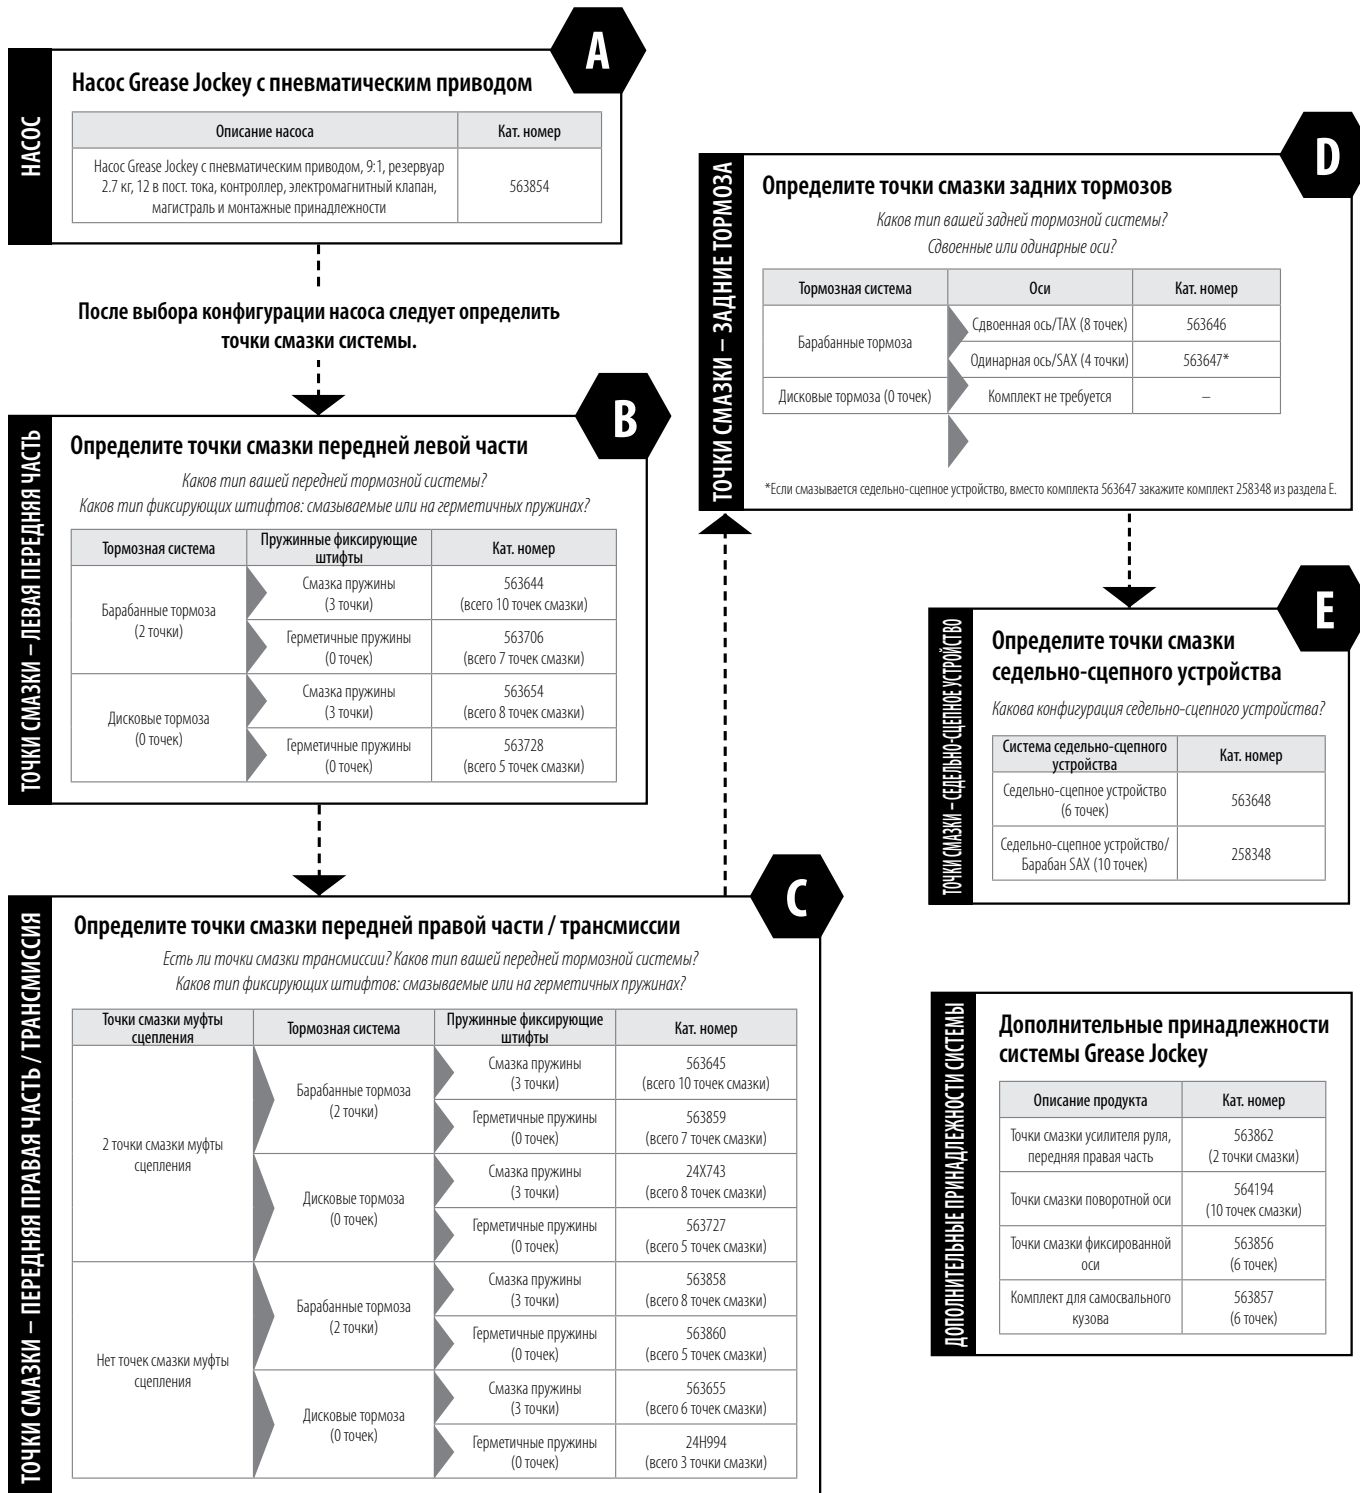 A
НАСОС
Насос Grease Jockey с пневматическим приводом
Описание насоса
Кат. номер
Насос Grease Jockey с пневматическим приводом, 9:1, резервуар
2.7 кг, 12 в пост. тока, контроллер, электромагнитный клапан,
магистраль и монтажные принадлежности
563854
После выбора конфигурации насоса следует определить
точки смазки системы.
B
ТОЧКИ СМАЗКИ – ЛЕВАЯ ПЕРЕДНЯЯ ЧАСТЬ
Определите точки смазки передней левой части
Каков тип вашей передней тормозной системы?
Каков тип фиксирующих штифтов: смазываемые или на герметичных пружинах?
Тормозная система
Пружинные фиксирующие
штифты
Кат. номер
Барабанные тормоза
(2 точки)
Смазка пружины
(3 точки)
563644
(всего 10 точек смазки)
Герметичные пружины
(0 точек)
563706
(всего 7 точек смазки)
Дисковые тормоза
(0 точек)
Смазка пружины
(3 точки)
563654
(всего 8 точек смазки)
Герметичные пружины
(0 точек)
563728
(всего 5 точек смазки)
C
ТОЧКИ СМАЗКИ – ПЕРЕДНЯЯ ПРАВАЯ ЧАСТЬ / ТРАНСМИССИЯ
Определите точки смазки передней правой части / трансмиссии
Есть ли точки смазки трансмиссии? Каков тип вашей передней тормозной системы?
Каков тип фиксирующих штифтов: смазываемые или на герметичных пружинах?
Точки смазки муфты
сцепления
Тормозная система
Пружинные фиксирующие
штифты
Кат. номер
2 точки смазки муфты
сцепления
Барабанные тормоза
(2 точки)
Смазка пружины
(3 точки)
563645
(всего 10 точек смазки)
Герметичные пружины
(0 точек)
563859
(всего 7 точек смазки)
Дисковые тормоза
(0 точек)
Смазка пружины
(3 точки)
24X743
(всего 8 точек смазки)
Герметичные пружины
(0 точек)
563727
(всего 5 точек смазки)
Нет точек смазки муфты
сцепления
Барабанные тормоза
(2 точки)
Смазка пружины
(3 точки)
563858
(всего 8 точек смазки)
Герметичные пружины
(0 точек)
563860
(всего 5 точек смазки)
Дисковые тормоза
(0 точек)
Смазка пружины
(3 точки)
563655
(всего 6 точек смазки)
Герметичные пружины
(0 точек)
24H994
(всего 3 точки смазки)
D
ТОЧКИ СМАЗКИ – ЗАДНИЕ ТОРМОЗА
Определите точки смазки задних тормозов
Каков тип вашей задней тормозной системы?
Сдвоенные или одинарные оси?
Тормозная система
Оси
Кат. номер
Барабанные тормоза
Сдвоенная ось/TAX (8 точек)
563646
Одинарная ось/SAX (4 точки)
563647*
Дисковые тормоза (0 точек)
Комплект не требуется
–
*Если смазывается седельно-сцепное устройство, вместо комплекта 563647 закажите комплект 258348 из раздела E.
E
ТОЧКИ СМАЗКИ – СЕДЕЛЬНО-СЦЕПНОЕ УСТРОЙСТВО
Определите точки смазки
седельно-сцепного устройства
Какова конфигурация седельно-сцепного устройства?
Система седельно-сцепного
устройства
Кат. номер
Седельно-сцепное устройство
(6 точек)
563648
Седельно-сцепное устройство/
Барабан SAX (10 точек)
258348
ДОПОЛНИТЕЛЬНЫЕ ПРИНАДЛЕЖНОСТИ СИСТЕМЫ
Дополнительные принадлежности
системы Grease Jockey
Описание продукта
Кат. номер
Точки смазки усилителя руля,
передняя правая часть
563862
(2 точки смазки)
Точки смазки поворотной оси
564194
(10 точек смазки)
Точки смазки фиксированной
оси
563856
(6 точек)
Комплект для самосвального
кузова
563857
(6 точек)